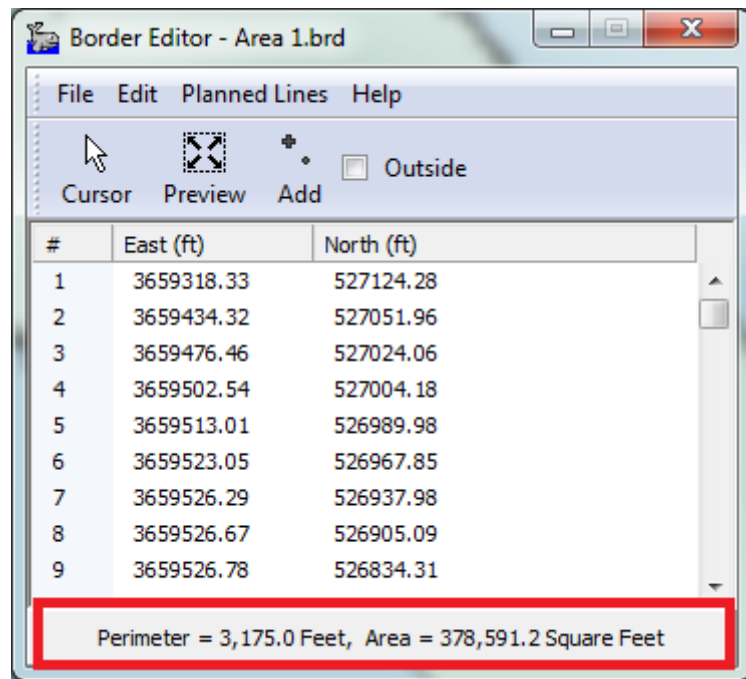 Border Editor - Area 1.brd
File Edit Planned Lines Help
Cursor Preview Add Outside
# East (ft) North (ft)
1 3659318.33 527124.28
2 3659434.32 527051.96
3 3659476.46 527024.06
4 3659502.54 527004.18
5 3659513.01 526989.98
6 3659523.05 526967.85
7 3659526.29 526937.98
8 3659526.67 526905.09
9 3659526.78 526834.31
Perimeter = 3,175.0 Feet, Area = 378,591.2 Square Feet